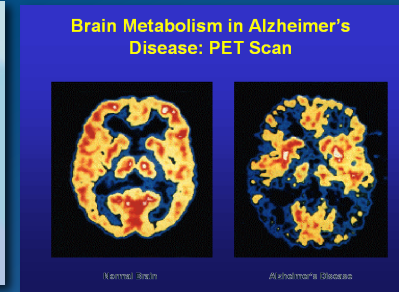 Brain Metabolism in Alzheimer's
Disease: PET Scan
Normal Brain
Alzheimer's Disease